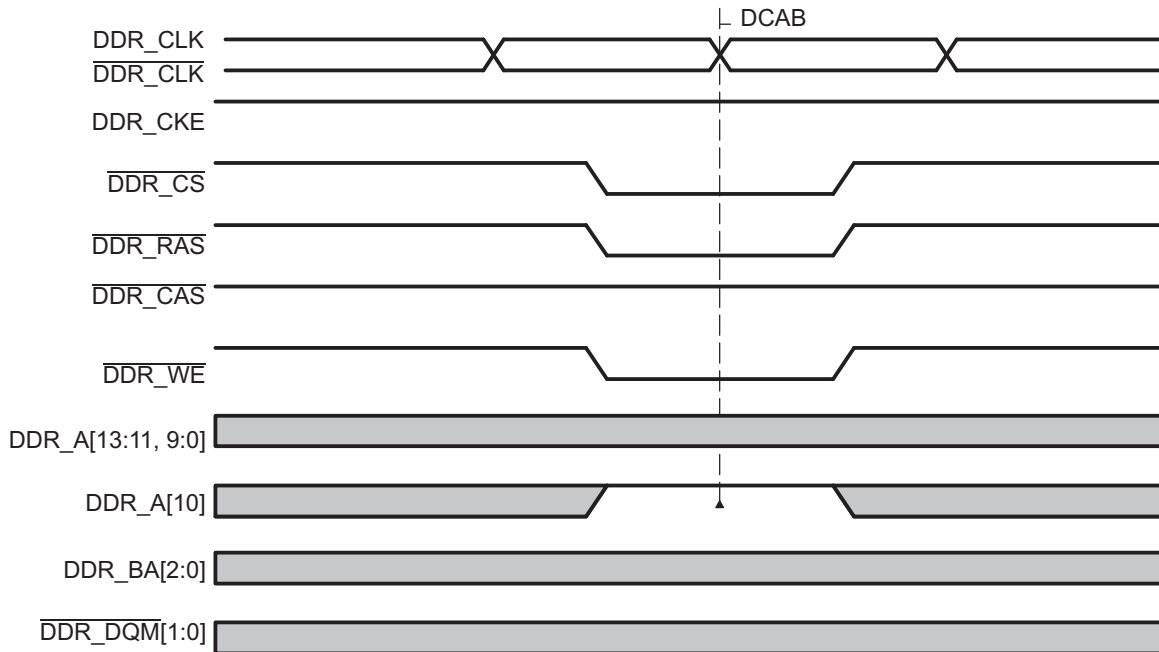 DCAB
DDR_CLK
DDR_CLK
DDR_CKE
DDR_CS
DDR_RAS
DDR_CAS
DDR_WE
DDR_A[13:11, 9:0]
DDR_A[10]
DDR_BA[2:0]
DDR_DQM[1:0]